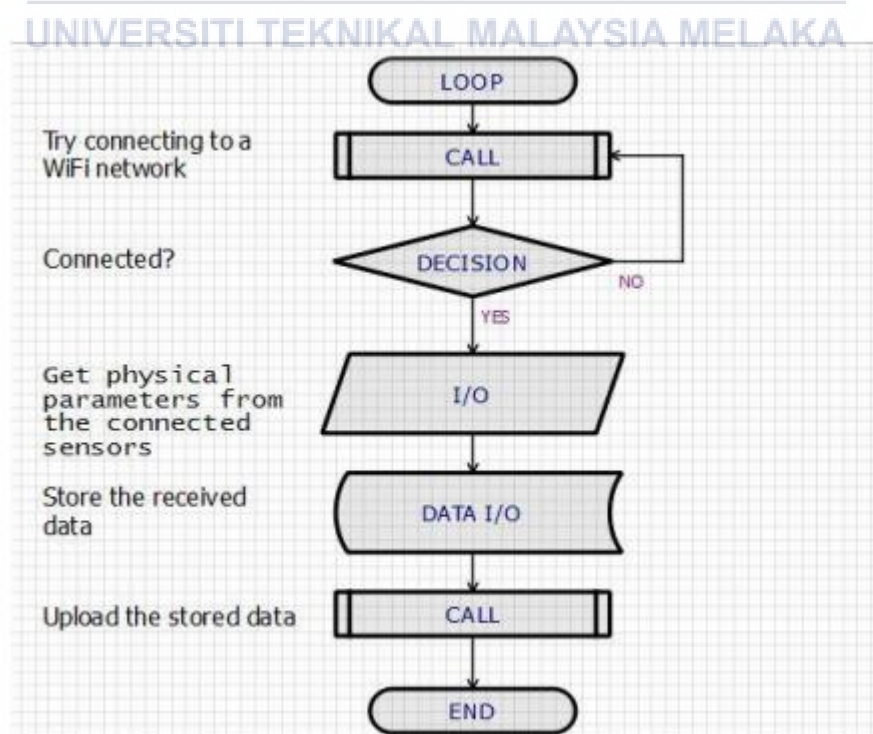 UNIVERSITI TEKNIKAL MALAYSIA MELAKA
LOOP
Try connecting to a
WiFi network
CALL
Connected?
DECISION
NO
YES
Get physical
parameters from
the connected
sensors
I/O
Store the received
data
DATA I/O
Upload the stored data
CALL
END